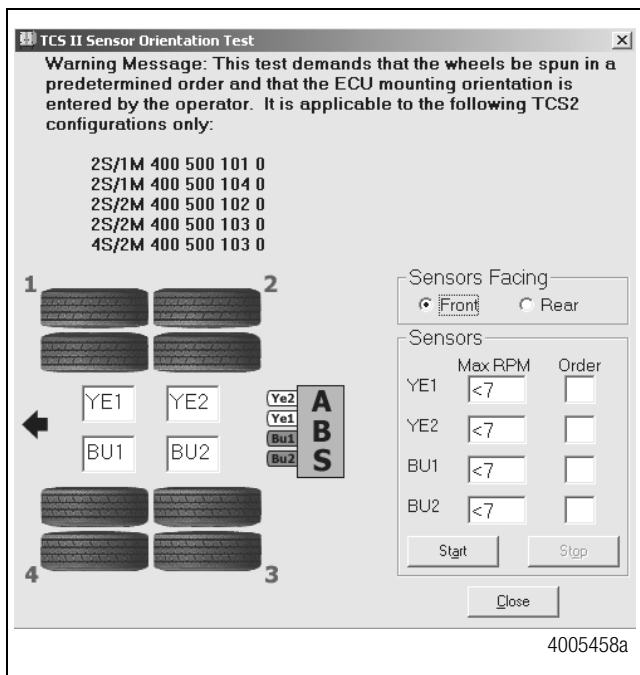 TCS II Sensor Orientation Test
Warning Message: This test demands that the wheels be spun in a
predetermined order and that the ECU mounting orientation is
entered by the operator. It is applicable to the following TCS2
configurations only:
2S/1M 400 500 101 0
2S/1M 400 500 104 0
2S/2M 400 500 102 0
2S/2M 400 500 103 0
4S/2M 400 500 103 0
1 2
YE1 YE2
BU1 BU2
Ye2
Ye1
Bu1
Bu2
A
B
S
4 3
Sensors Facing
Front Rear
Sensors
Max RPM Order
YE1 <7
YE2 <7
BU1 <7
BU2 <7
Start Stop
Close
4005458a